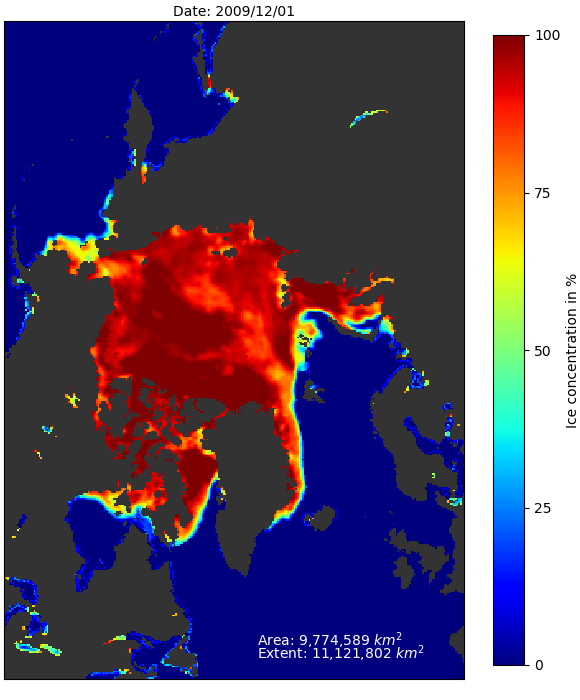 Date: 2009/12/01
100
75
50
25
0
Ice concentration in %
Area: 9,774,589 km²
Extent: 11,121,802 km²